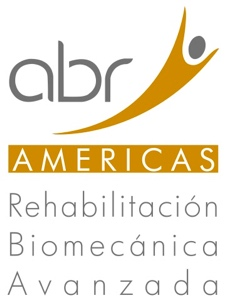 abr
AMERICAS
Rehabilitación
Biomecánica
Avanzada